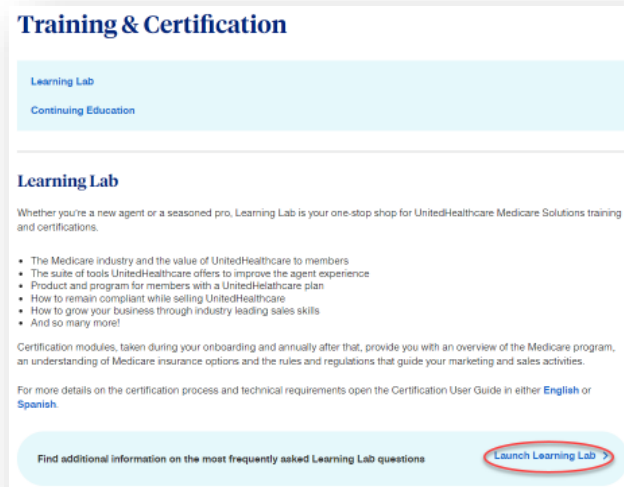 Training & Certification
Learning Lab
Continuing Education
Learning Lab
Whether you're a new agent or a seasoned pro, Learning Lab is your one-stop shop for UnitedHealthcare Medicare Solutions training
and certifications.
• The Medicare industry and the value of UnitedHealthcare to members
• The suite of tools UnitedHealthcare offers to improve the agent experience
• Product and program for members with a UnitedHelathcare plan
• How to remain compliant while selling UnitedHealthcare
• How to grow your business through industry leading sales skills
• And so many more!
Certification modules, taken during your onboarding and annually after that, provide you with an overview of the Medicare program,
an understanding of Medicare insurance options and the rules and regulations that guide your marketing and sales activities.
For more details on the certification process and technical requirements open the Certification User Guide in either English or
Spanish.
Find additional information on the most frequently asked Learning Lab questions
Launch Learning Lab >